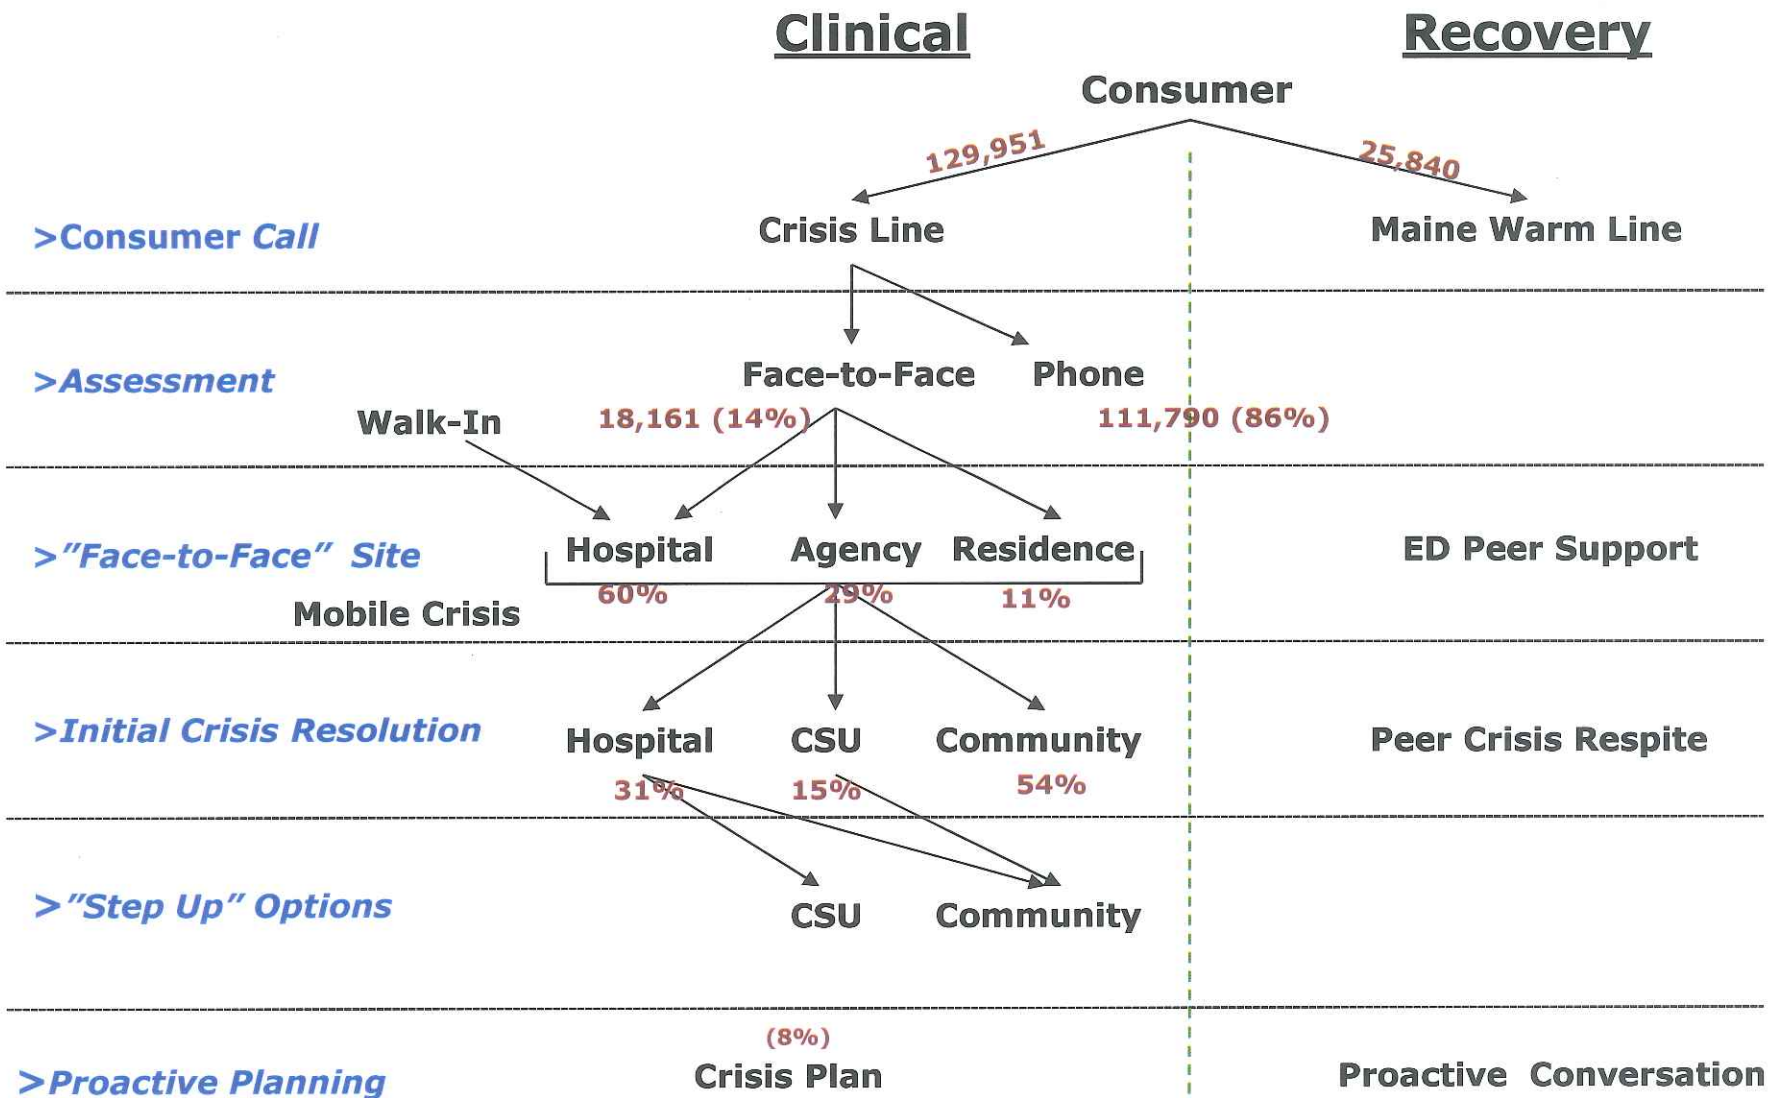 Clinical
Recovery
Consumer
129,951
25,840
>Consumer Call
Crisis Line
Maine Warm Line
>Assessment
Face-to-Face
Phone
Walk-In
18,161 (14%)
111,790 (86%)
>"Face-to-Face" Site
Hospital
Agency
Residence
ED Peer Support
60%
29%
11%
Mobile Crisis
>Initial Crisis Resolution
Hospital
CSU
Community
Peer Crisis Respite
31%
15%
54%
>"Step Up" Options
CSU
Community
(8%)
>Proactive Planning
Crisis Plan
Proactive Conversation